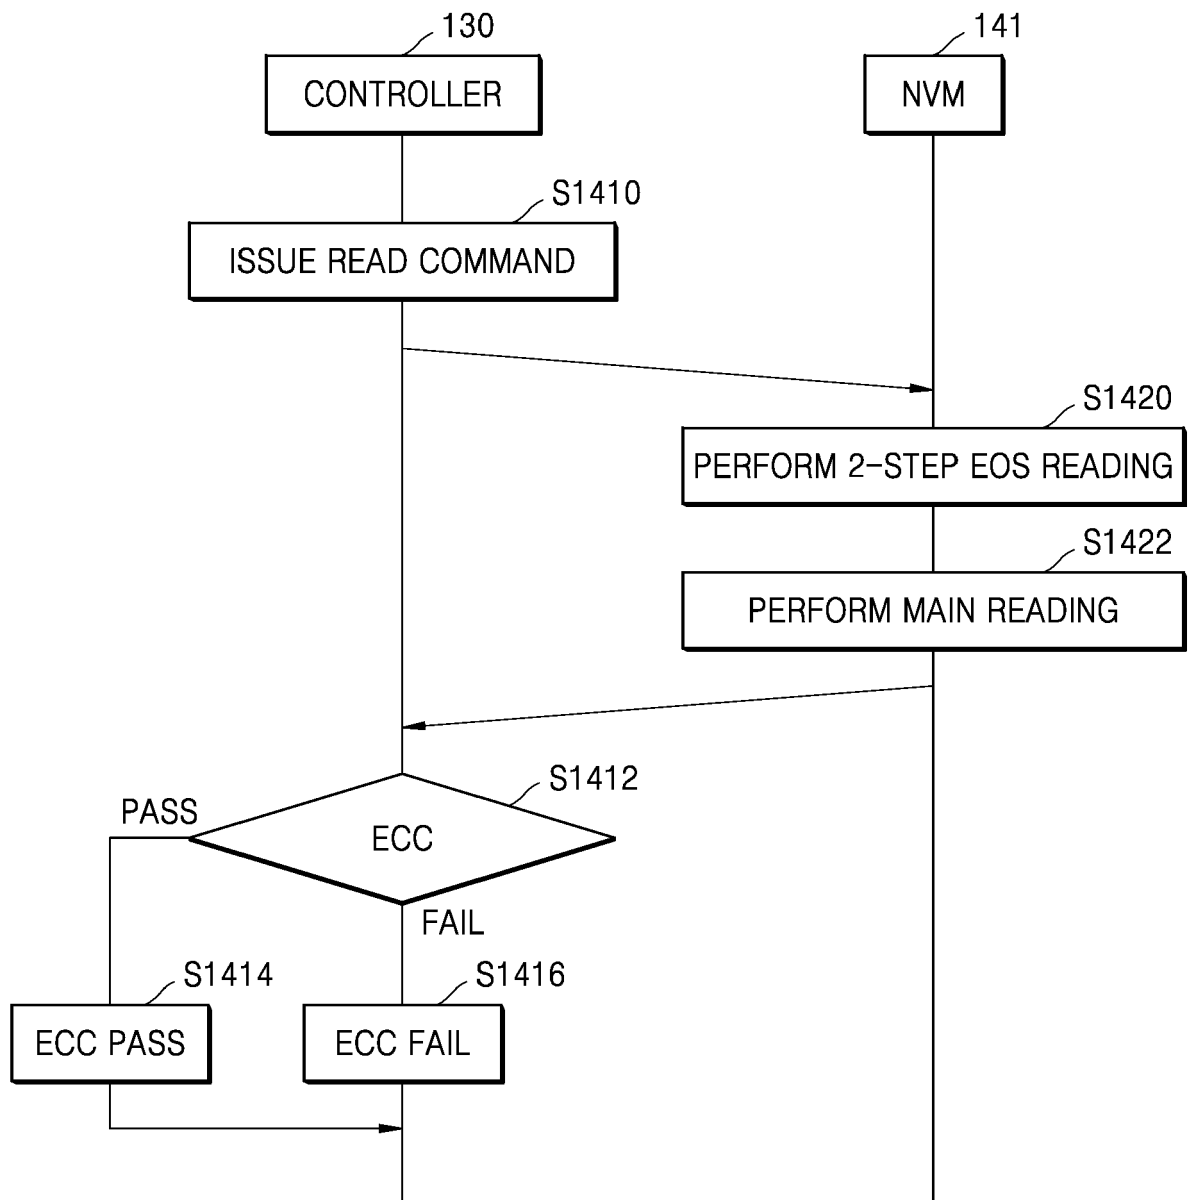 130
141
CONTROLLER
NVM
S1410
ISSUE READ COMMAND
S1420
PERFORM 2-STEP EOS READING
S1422
PERFORM MAIN READING
S1412
PASS
ECC
FAIL
S1414
S1416
ECC PASS
ECC FAIL